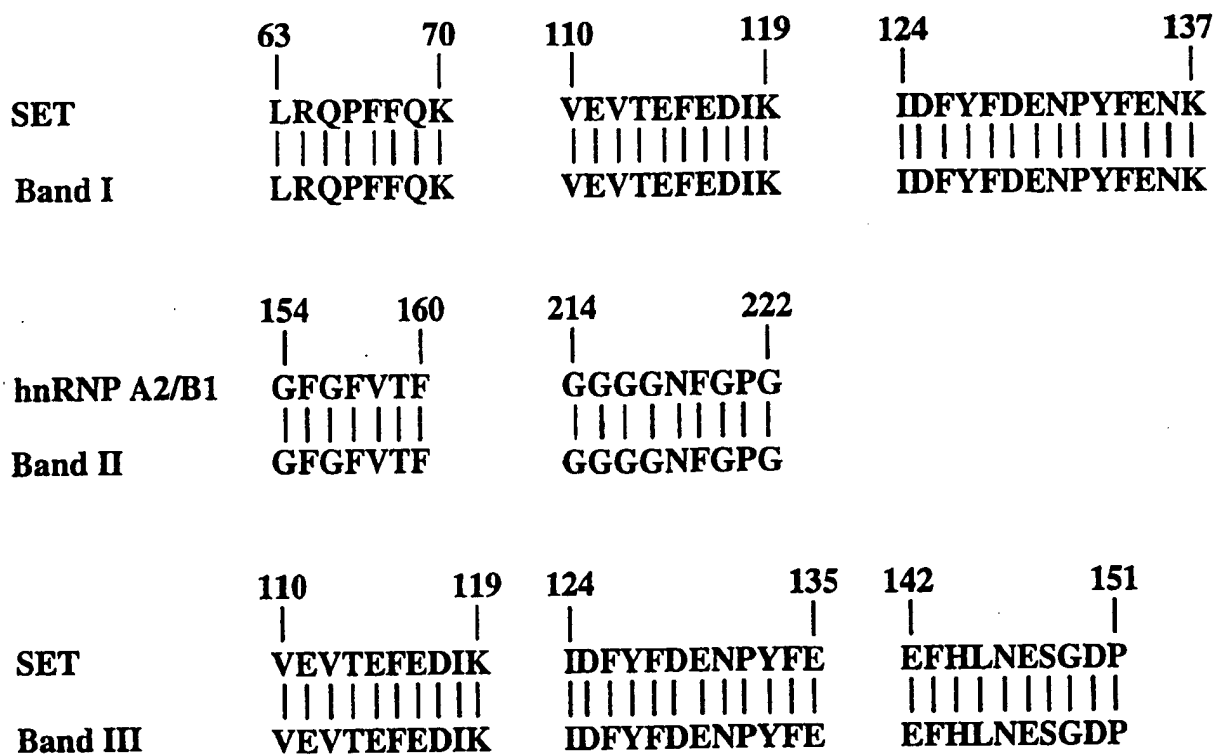 63 70 110 119 124 137
SET LRQPFFQK VEVTEFEDIK IDFYFDENPYFENK
Band I LRQPFFQK VEVTEFEDIK IDFYFDENPYFENK
154 160 214 222
hnRNP A2/B1 GFGFVTF GGGGNFGPG
Band II GFGFVTF GGGGNFGPG
110 119 124 135 142 151
SET VEVTEFEDIK IDFYFDENPYFE EFHLNESGDP
Band III VEVTEFEDIK IDFYFDENPYFE EFHLNESGDP